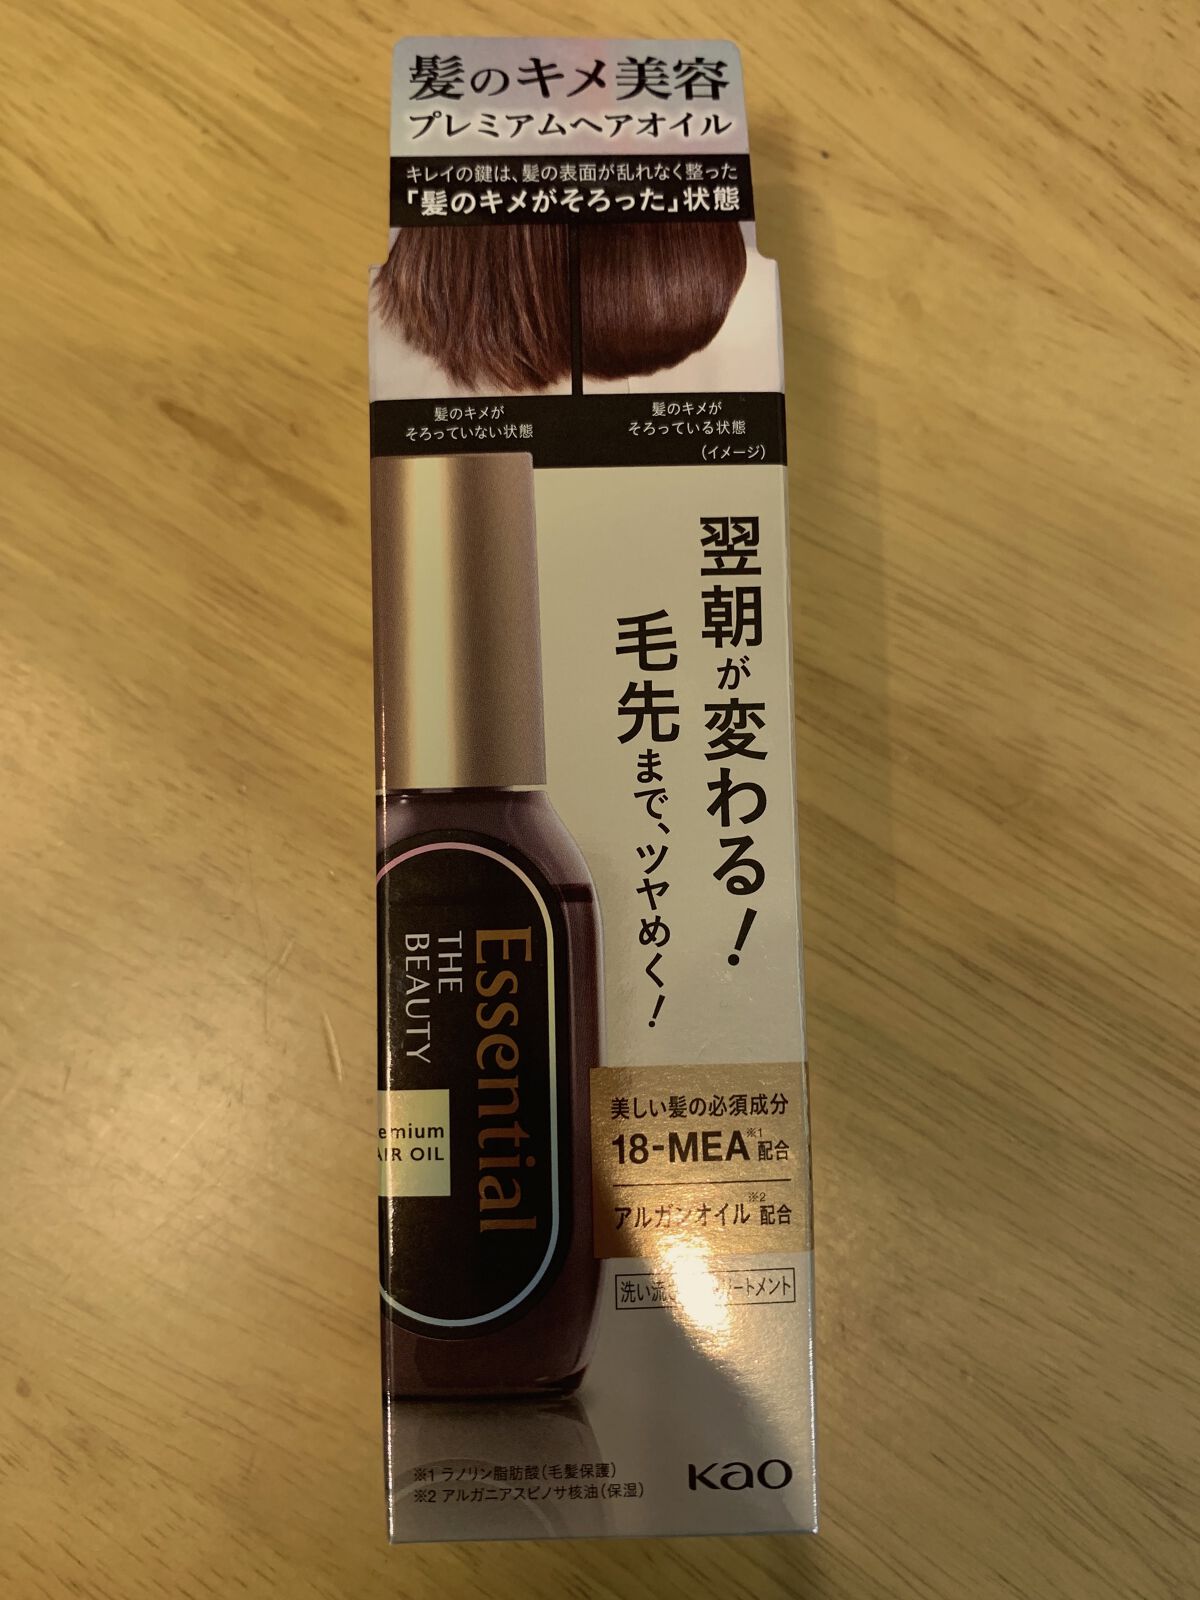 髪のキメ美容
プレミアムヘアオイル
キレイの鍵は、髪の表面が乱れなく整った
「髪のキメがそろった」状態
髪のキメが
そろっていない状態
髪のキメが
そろっている状態
(イメージ)
翌朝が変わる!
毛先まで、ツヤめく!
Essential
THE
BEAUTY
emium
AIR OIL
美しい髪の必須成分
18-MEA※1配合
アルガンオイル※2配合
洗い流 ートメント
※1 ラノリン脂肪酸(毛髪保護)
※2 アルガニアスピノサ核油(保湿)
Kao